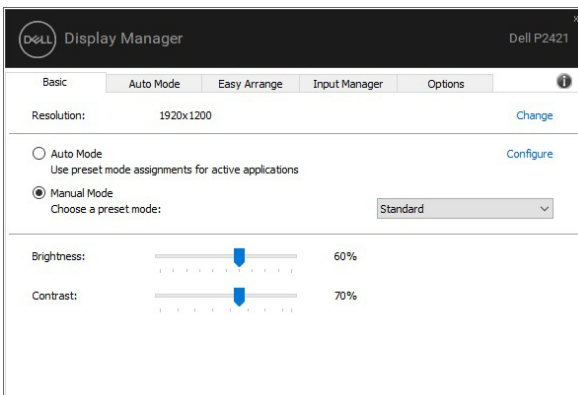 DELL Display Manager Dell P2421
Basic Auto Mode Easy Arrange Input Manager Options
Resolution: 1920x1200 Change
Auto Mode Configure
Use preset mode assignments for active applications
Manual Mode
Choose a preset mode: Standard
Brightness: 60%
Contrast: 70%